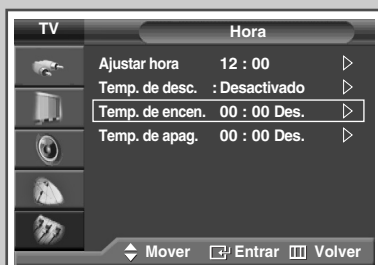 TV Hora
Ajustar hora 12 : 00
Temp. de desc. : Desactivado
Temp. de encen. 00 : 00 Des.
Temp. de apag. 00 : 00 Des.
Mover Entrar Volver